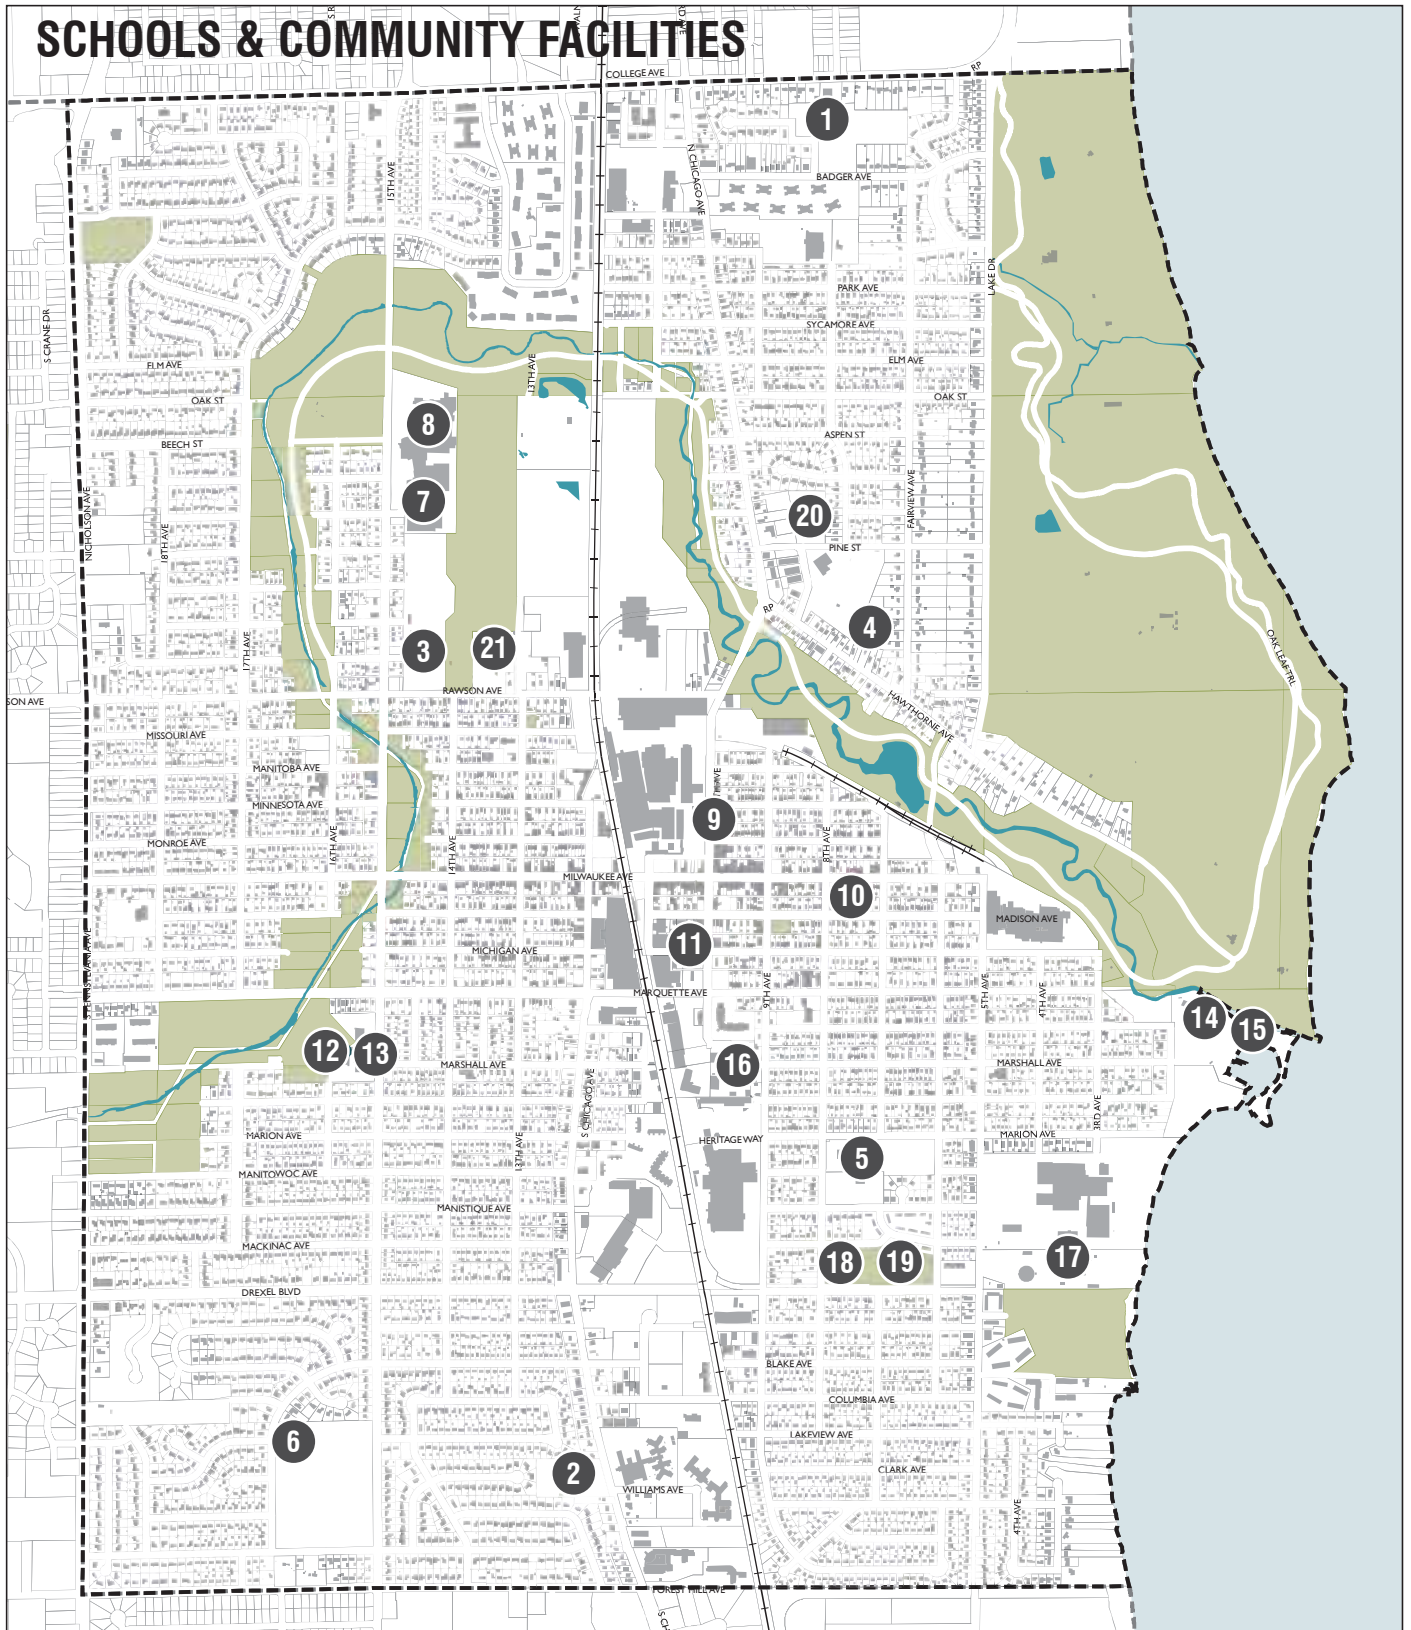 SCHOOLS & COMMUNITY FACILITIES
COLLEGE AVE
RP
1
N CHICAGO AVE
15TH AVE
BADGER AVE
LAKE DR
PARK AVE
S CRANE DR
SYCAMORE AVE
ELM AVE
ELM AVE
13TH AVE
OAK ST
OAK ST
8
BEECH ST
ASPEN ST
7
FAIRVIEW AVE
20
NICHOLSON AVE
18TH AVE
PINE ST
RP
4
17TH AVE
3
21
OAK LEAF TRL
RAWSON AVE
SON AVE
HAWTHORNE AVE
MISSOURI AVE
MANITOBA AVE
MINNESOTA AVE
9
16TH AVE
MONROE AVE
14TH AVE
8TH AVE
MILWAUKEE AVE
10
MADISON AVE
11
MICHIGAN AVE
MARQUETTE AVE
9TH AVE
5TH AVE
4TH AVE
14
15
12
13
MARSHALL AVE
16
MARSHALL AVE
S CHICAGO AVE
3RD AVE
MARION AVE
HERITAGE WAY
MARION AVE
13TH AVE
5
MANITOWOC AVE
MANISTIQUE AVE
MACKINAC AVE
18
19
17
DREXEL BLVD
BLAKE AVE
COLUMBIA AVE
6
LAKEVIEW AVE
2
CLARK AVE
WILLIAMS AVE
4TH AVE
FOREST HILL AVE
S CH